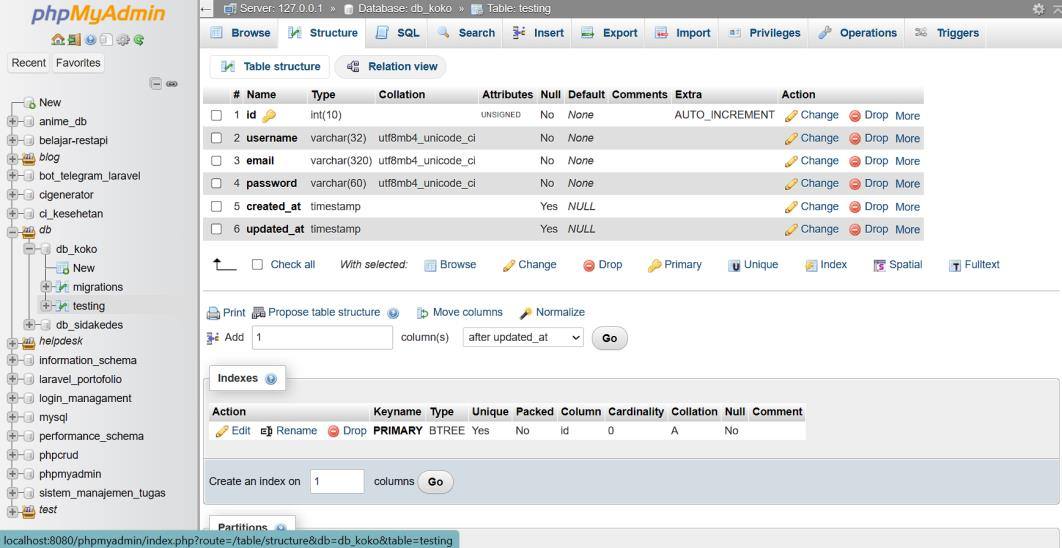 phpMyAdmin
Recent Favorites
New
anime_db
belajar-restapi
blog
bot_telegram_laravel
cigenerator
ci_kesehetan
db
db_koko
New
migrations
testing
db_sidakedes
helpdesk
information_schema
laravel_portofolio
login_managament
mysql
performance_schema
phpcrud
phpmyadmin
sistem_manajemen_tugas
test
Server: 127.0.0.1 » Database: db_koko » Table: testing
Browse Structure SQL Search Insert Export Import Privileges Operations Triggers
Table structure Relation view
# Name Type Collation Attributes Null Default Comments Extra Action
1 id int(10) UNSIGNED No None AUTO_INCREMENT Change Drop More
2 username varchar(32) utf8mb4_unicode_ci No None Change Drop More
3 email varchar(320) utf8mb4_unicode_ci No None Change Drop More
4 password varchar(60) utf8mb4_unicode_ci No None Change Drop More
5 created_at timestamp Yes NULL Change Drop More
6 updated_at timestamp Yes NULL Change Drop More
Check all With selected: Browse Change Drop Primary Unique Index Spatial Fulltext
Print Propose table structure Move columns Normalize
Add 1 column(s) after updated_at Go
Indexes
Action Keyname Type Unique Packed Column Cardinality Collation Null Comment
Edit Rename Drop PRIMARY BTREE Yes No id 0 A No
Create an index on 1 columns Go
Partitions
localhost:8080/phpmyadmin/index.php?route=/table/structure&db=db_koko&table=testing